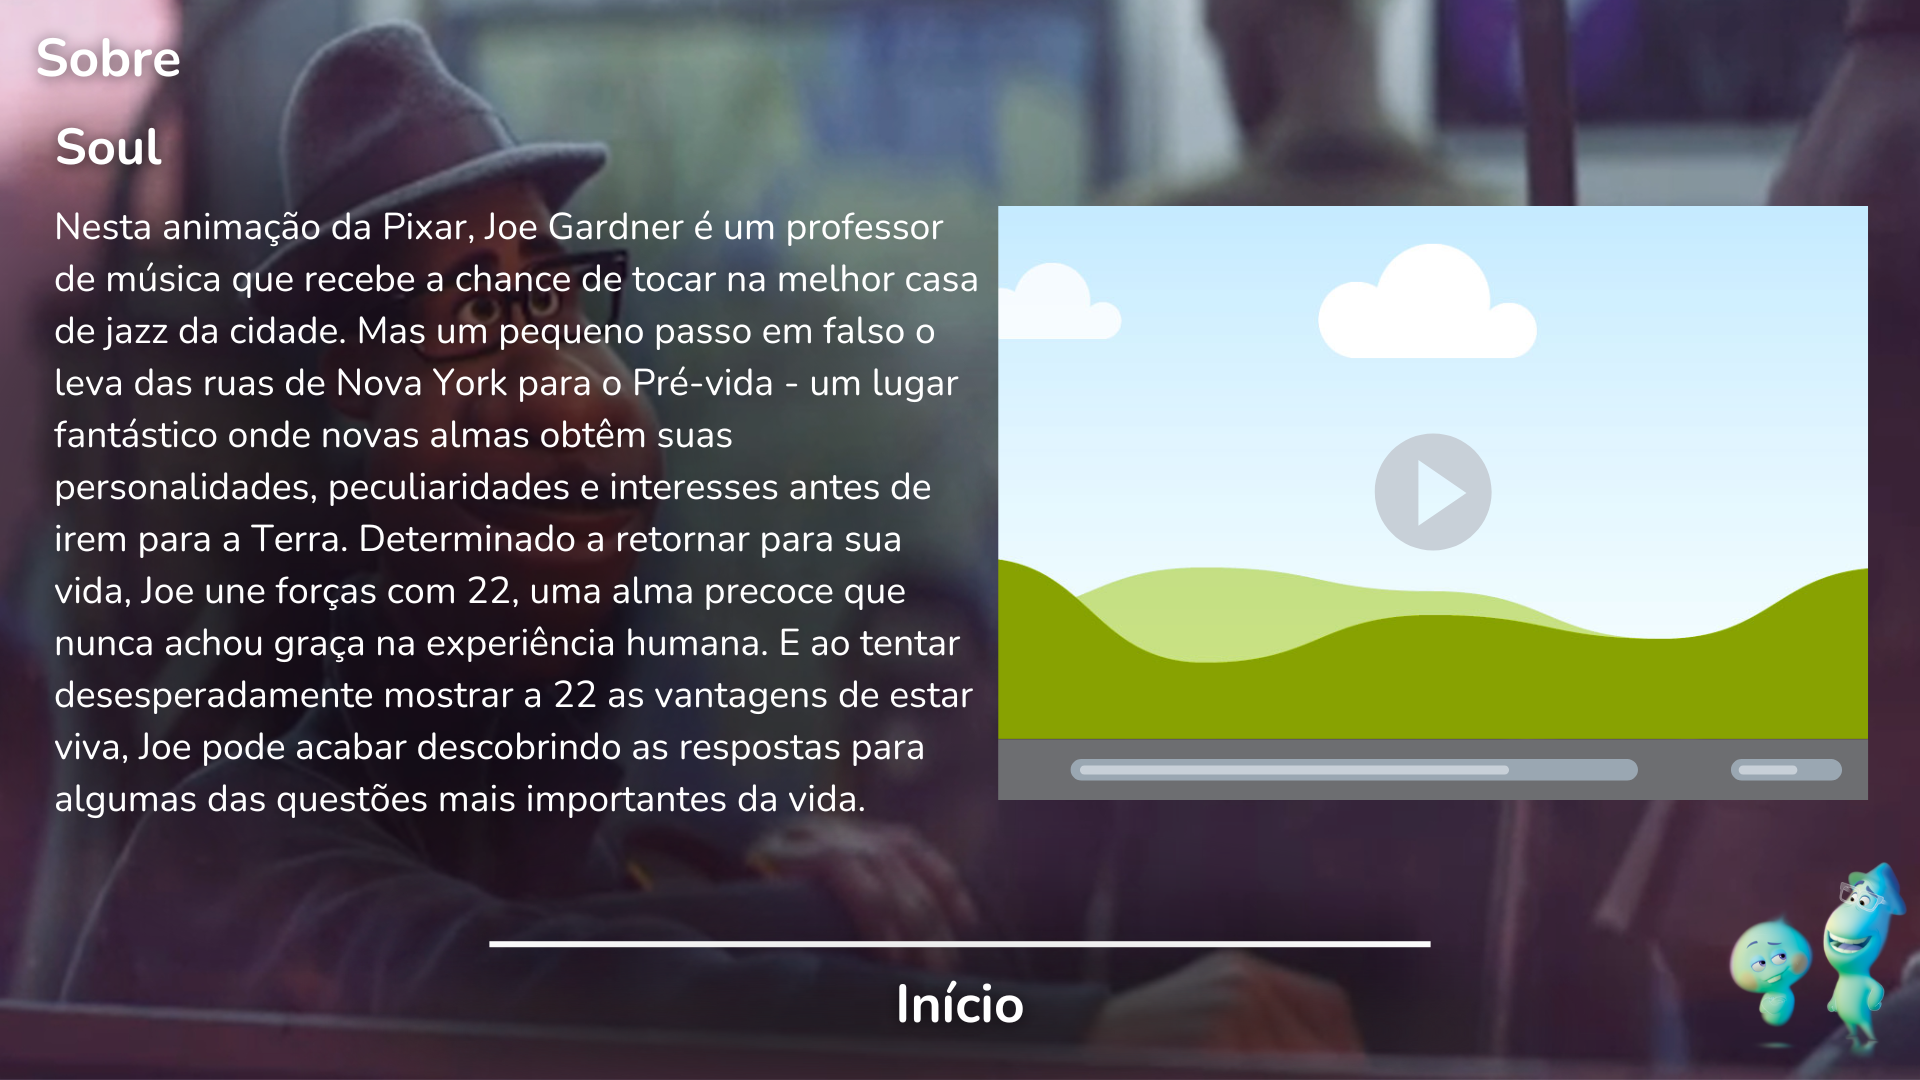 Sobre
Soul
Nesta animação da Pixar, Joe Gardner é um professor
de música que recebe a chance de tocar na melhor casa
de jazz da cidade. Mas um pequeno passo em falso o
leva das ruas de Nova York para o Pré-vida - um lugar
fantástico onde novas almas obtêm suas
personalidades, peculiaridades e interesses antes de
irem para a Terra. Determinado a retornar para sua
vida, Joe une forças com 22, uma alma precoce que
nunca achou graça na experiência humana. E ao tentar
desesperadamente mostrar a 22 as vantagens de estar
viva, Joe pode acabar descobrindo as respostas para
algumas das questões mais importantes da vida.
Início